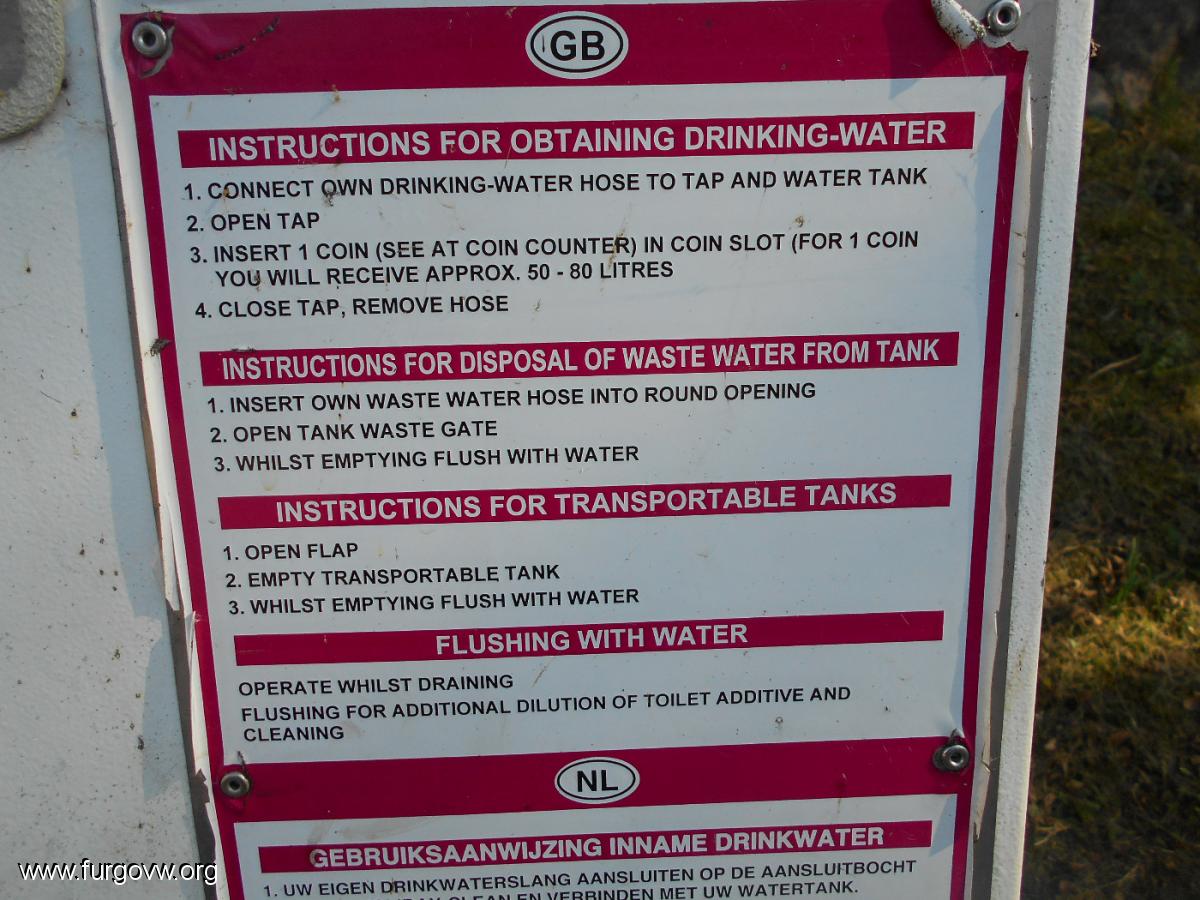 GB
INSTRUCTIONS FOR OBTAINING DRINKING-WATER
1. CONNECT OWN DRINKING-WATER HOSE TO TAP AND WATER TANK
2. OPEN TAP
3. INSERT 1 COIN (SEE AT COIN COUNTER) IN COIN SLOT (FOR 1 COIN
YOU WILL RECEIVE APPROX. 50 - 80 LITRES
4. CLOSE TAP, REMOVE HOSE
INSTRUCTIONS FOR DISPOSAL OF WASTE WATER FROM TANK
1. INSERT OWN WASTE WATER HOSE INTO ROUND OPENING
2. OPEN TANK WASTE GATE
3. WHILST EMPTYING FLUSH WITH WATER
INSTRUCTIONS FOR TRANSPORTABLE TANKS
1. OPEN FLAP
2. EMPTY TRANSPORTABLE TANK
3. WHILST EMPTYING FLUSH WITH WATER
FLUSHING WITH WATER
OPERATE WHILST DRAINING
FLUSHING FOR ADDITIONAL DILUTION OF TOILET ADDITIVE AND
CLEANING
NL
GEBRUIKSAANWIJZING INNAME DRINKWATER
1. UW EIGEN DRINKWATERSLANG AANSLUITEN OP DE AANSLUITBOCHT
CLEAN EN VERBINDEN MET UW WATERTANK.
www.furgovw.org